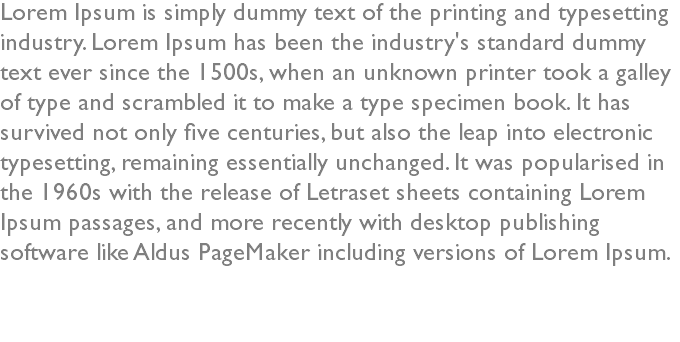 Lorem Ipsum is simply dummy text of the printing and typesetting
industry. Lorem Ipsum has been the industry's standard dummy
text ever since the 1500s, when an unknown printer took a galley
of type and scrambled it to make a type specimen book. It has
survived not only five centuries, but also the leap into electronic
typesetting, remaining essentially unchanged. It was popularised in
the 1960s with the release of Letraset sheets containing Lorem
Ipsum passages, and more recently with desktop publishing
software like Aldus PageMaker including versions of Lorem Ipsum.